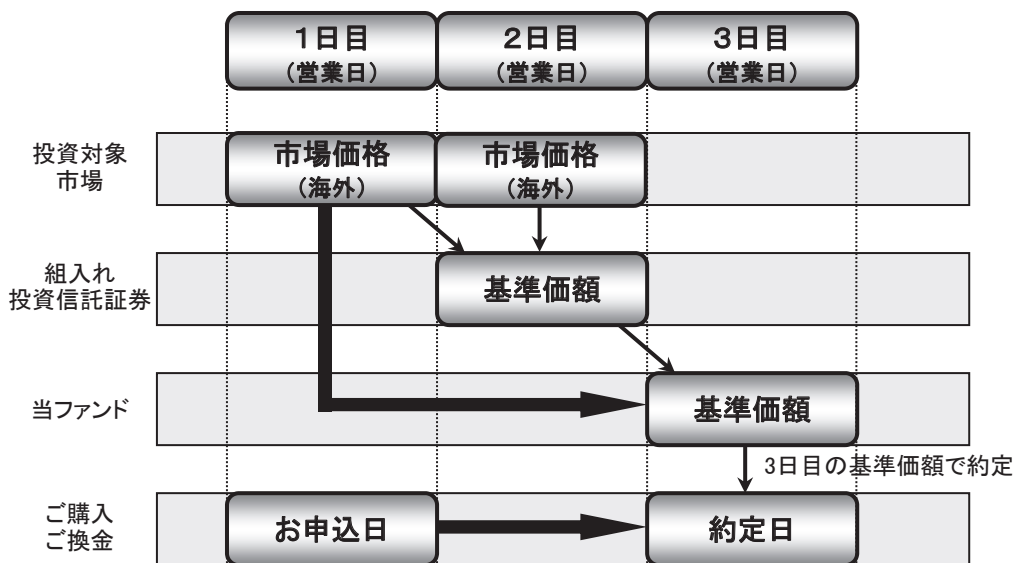 1日目
（営業日）
2日目
（営業日）
3日目
（営業日）
投資対象
市場
市場価格
（海外）
市場価格
（海外）
組入れ
投資信託証券
基準価額
当ファンド
基準価額
3日目の基準価額で約定
ご購入
ご換金
お申込日
約定日